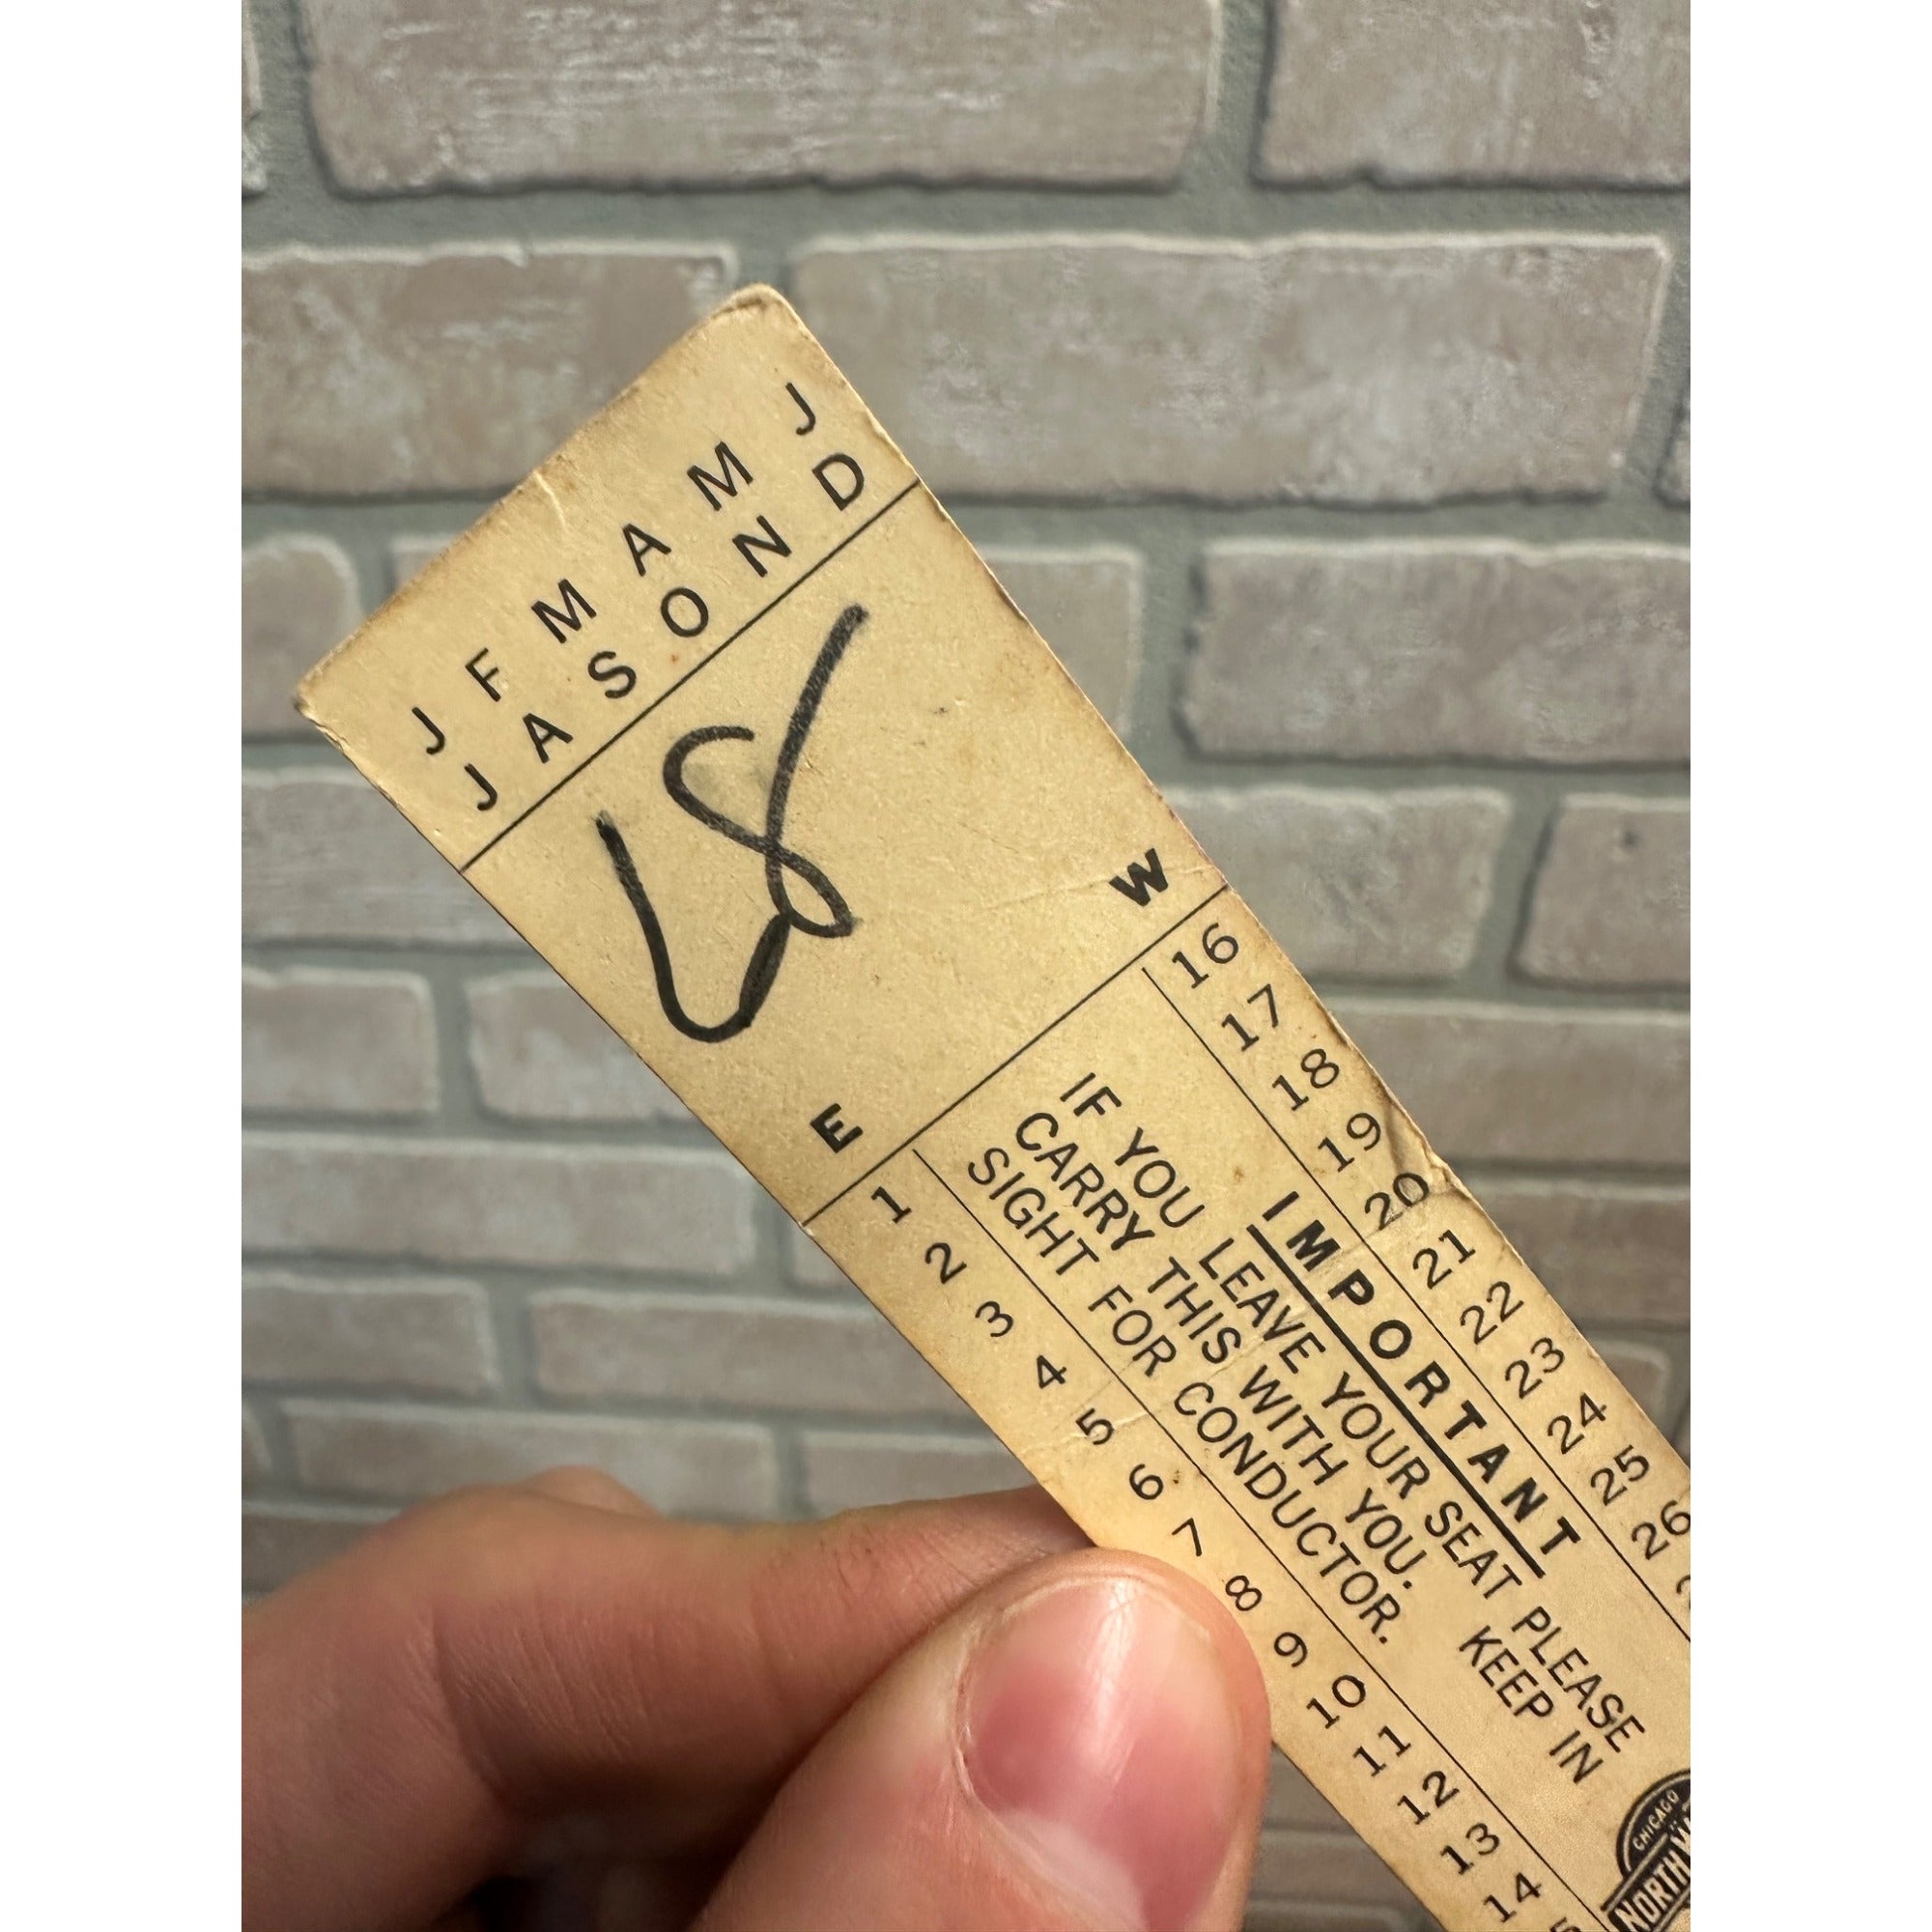 J F M A M J
J A S O N D
E W
1 2 3 4 5 6 7 8 9 10 11 12 13 14
IMPORTANT
IF YOU LEAVE YOUR SEAT PLEASE
CARRY THIS WITH YOU. KEEP IN
SIGHT FOR CONDUCTOR.
16 17 18 19 20 21 22 23 24 25 26
CHICAGO
NORTH